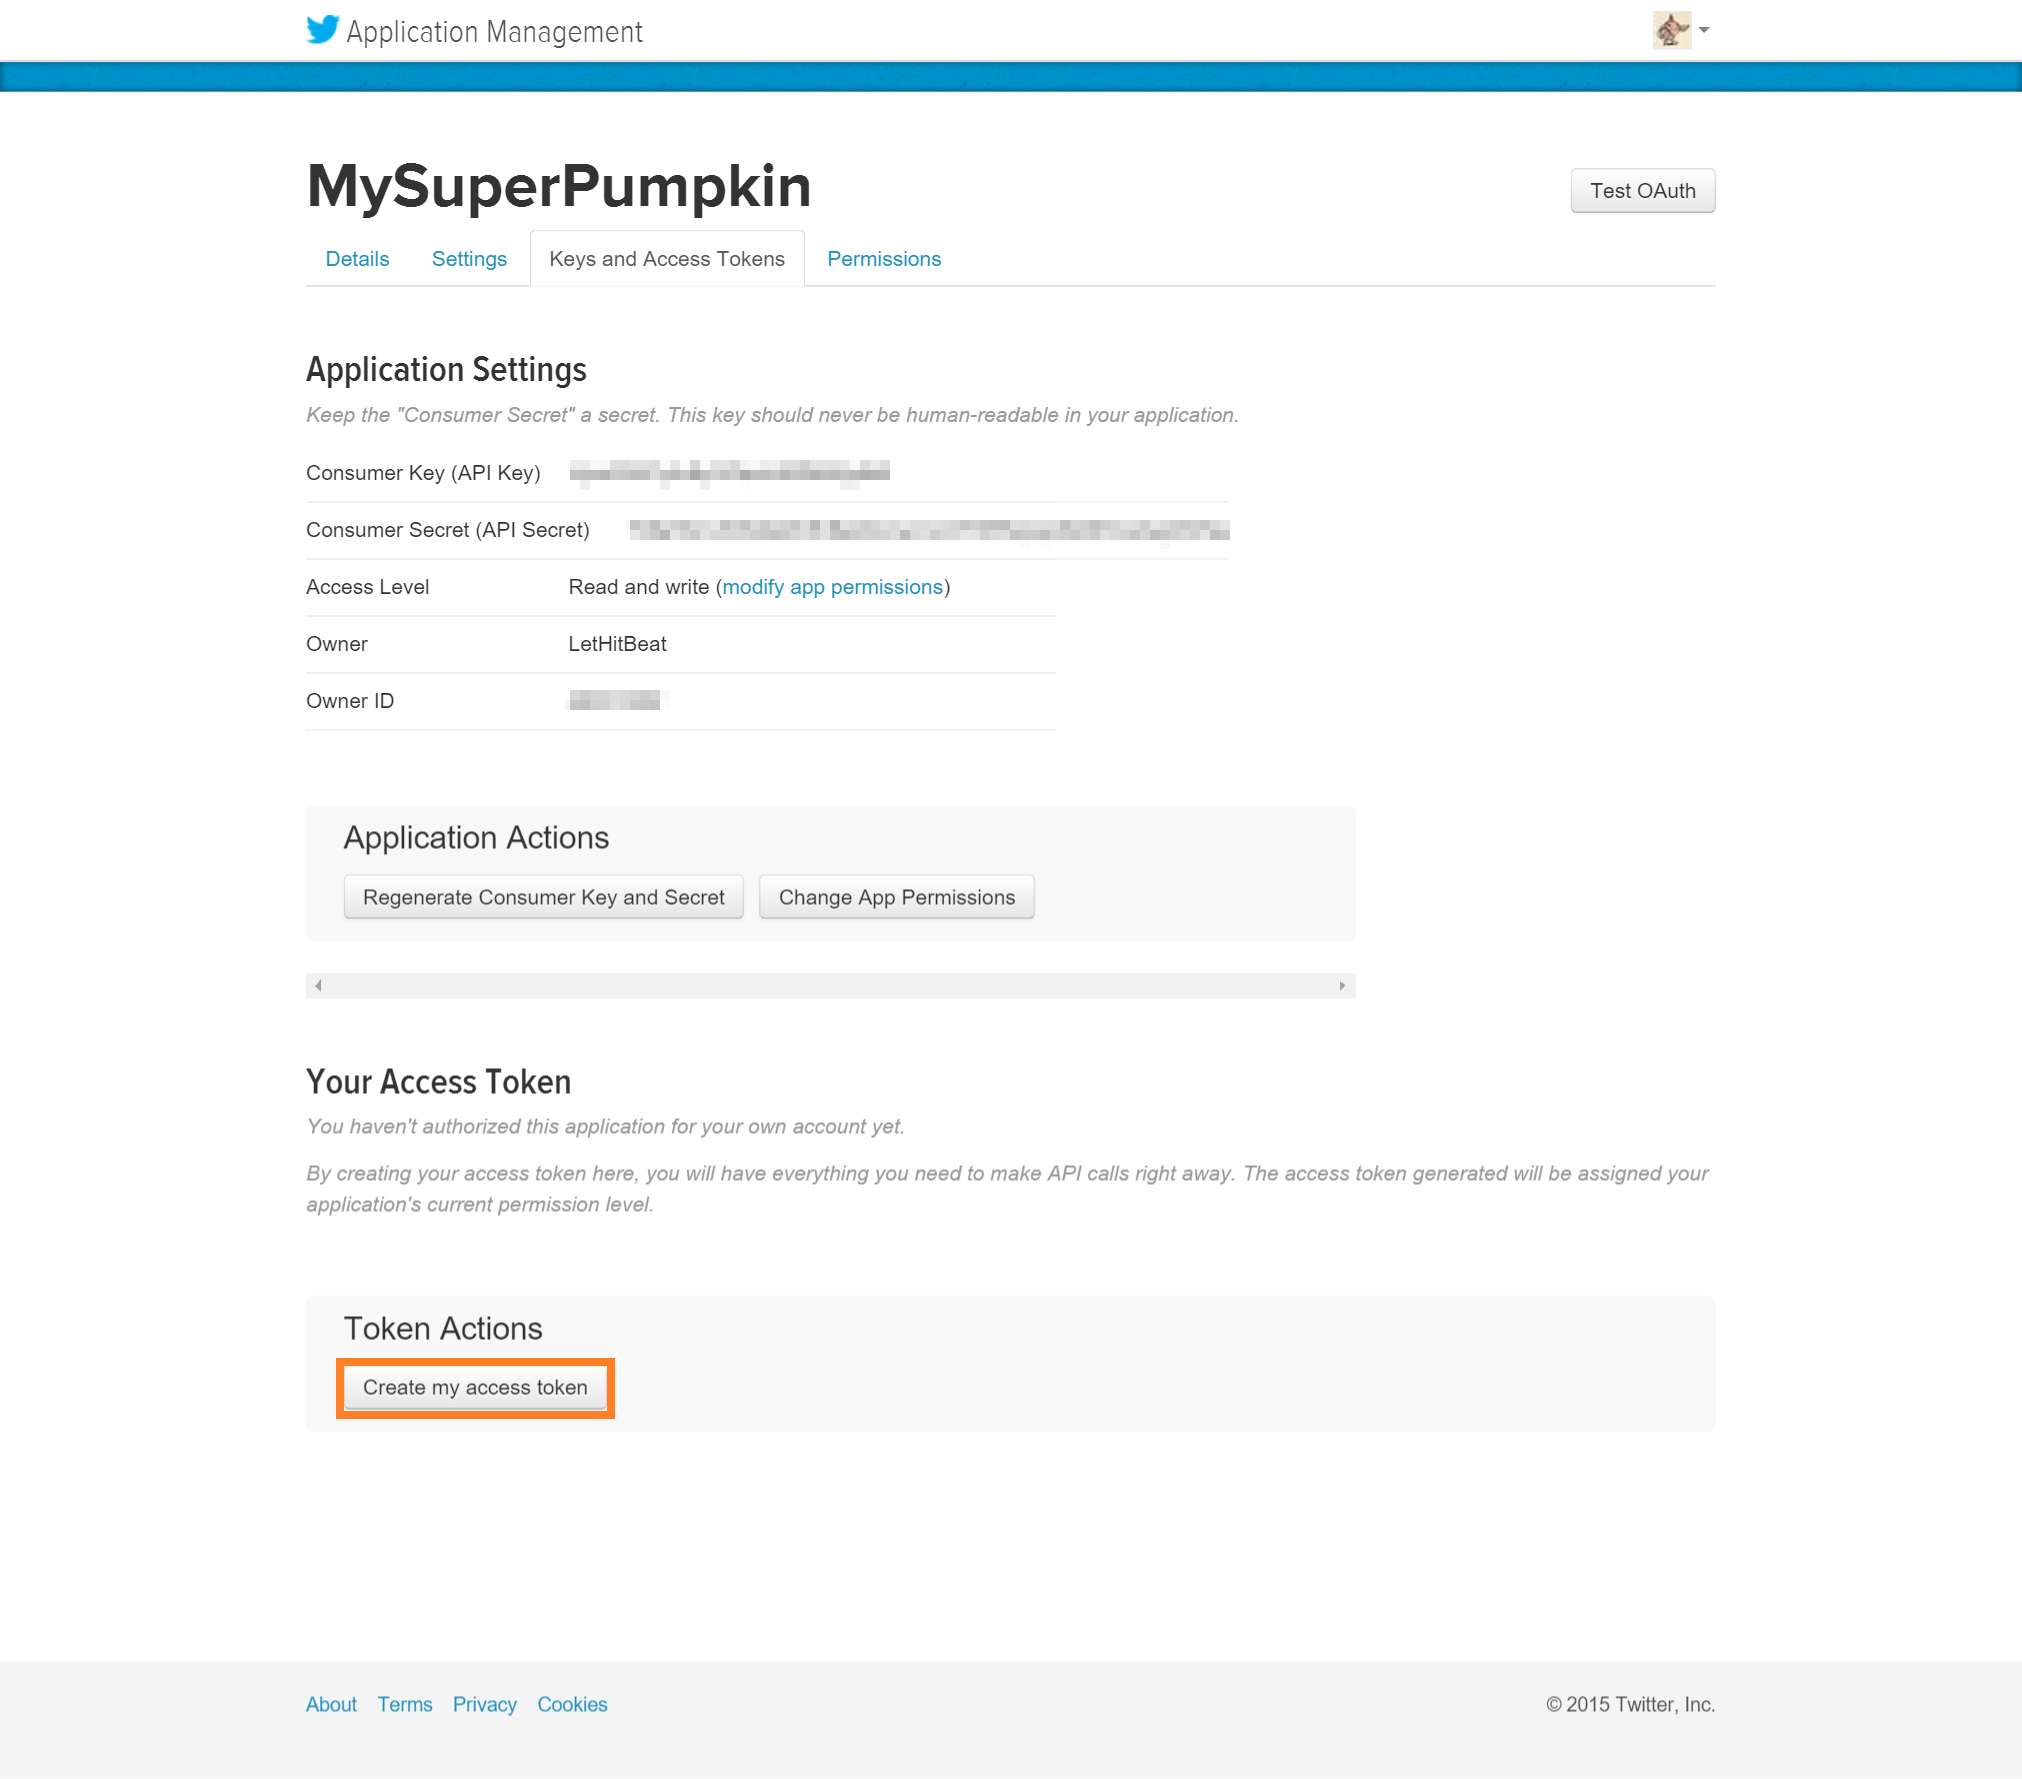 Application Management
MySuperPumpkin
Test OAuth
Details Settings Keys and Access Tokens Permissions
Application Settings
Keep the "Consumer Secret" a secret. This key should never be human-readable in your application.
Consumer Key (API Key)
Consumer Secret (API Secret)
Access Level Read and write (modify app permissions)
Owner LetHitBeat
Owner ID
Application Actions
Regenerate Consumer Key and Secret Change App Permissions
Your Access Token
You haven't authorized this application for your own account yet.
By creating your access token here, you will have everything you need to make API calls right away. The access token generated will be assigned your
application's current permission level.
Token Actions
Create my access token
About Terms Privacy Cookies © 2015 Twitter, Inc.